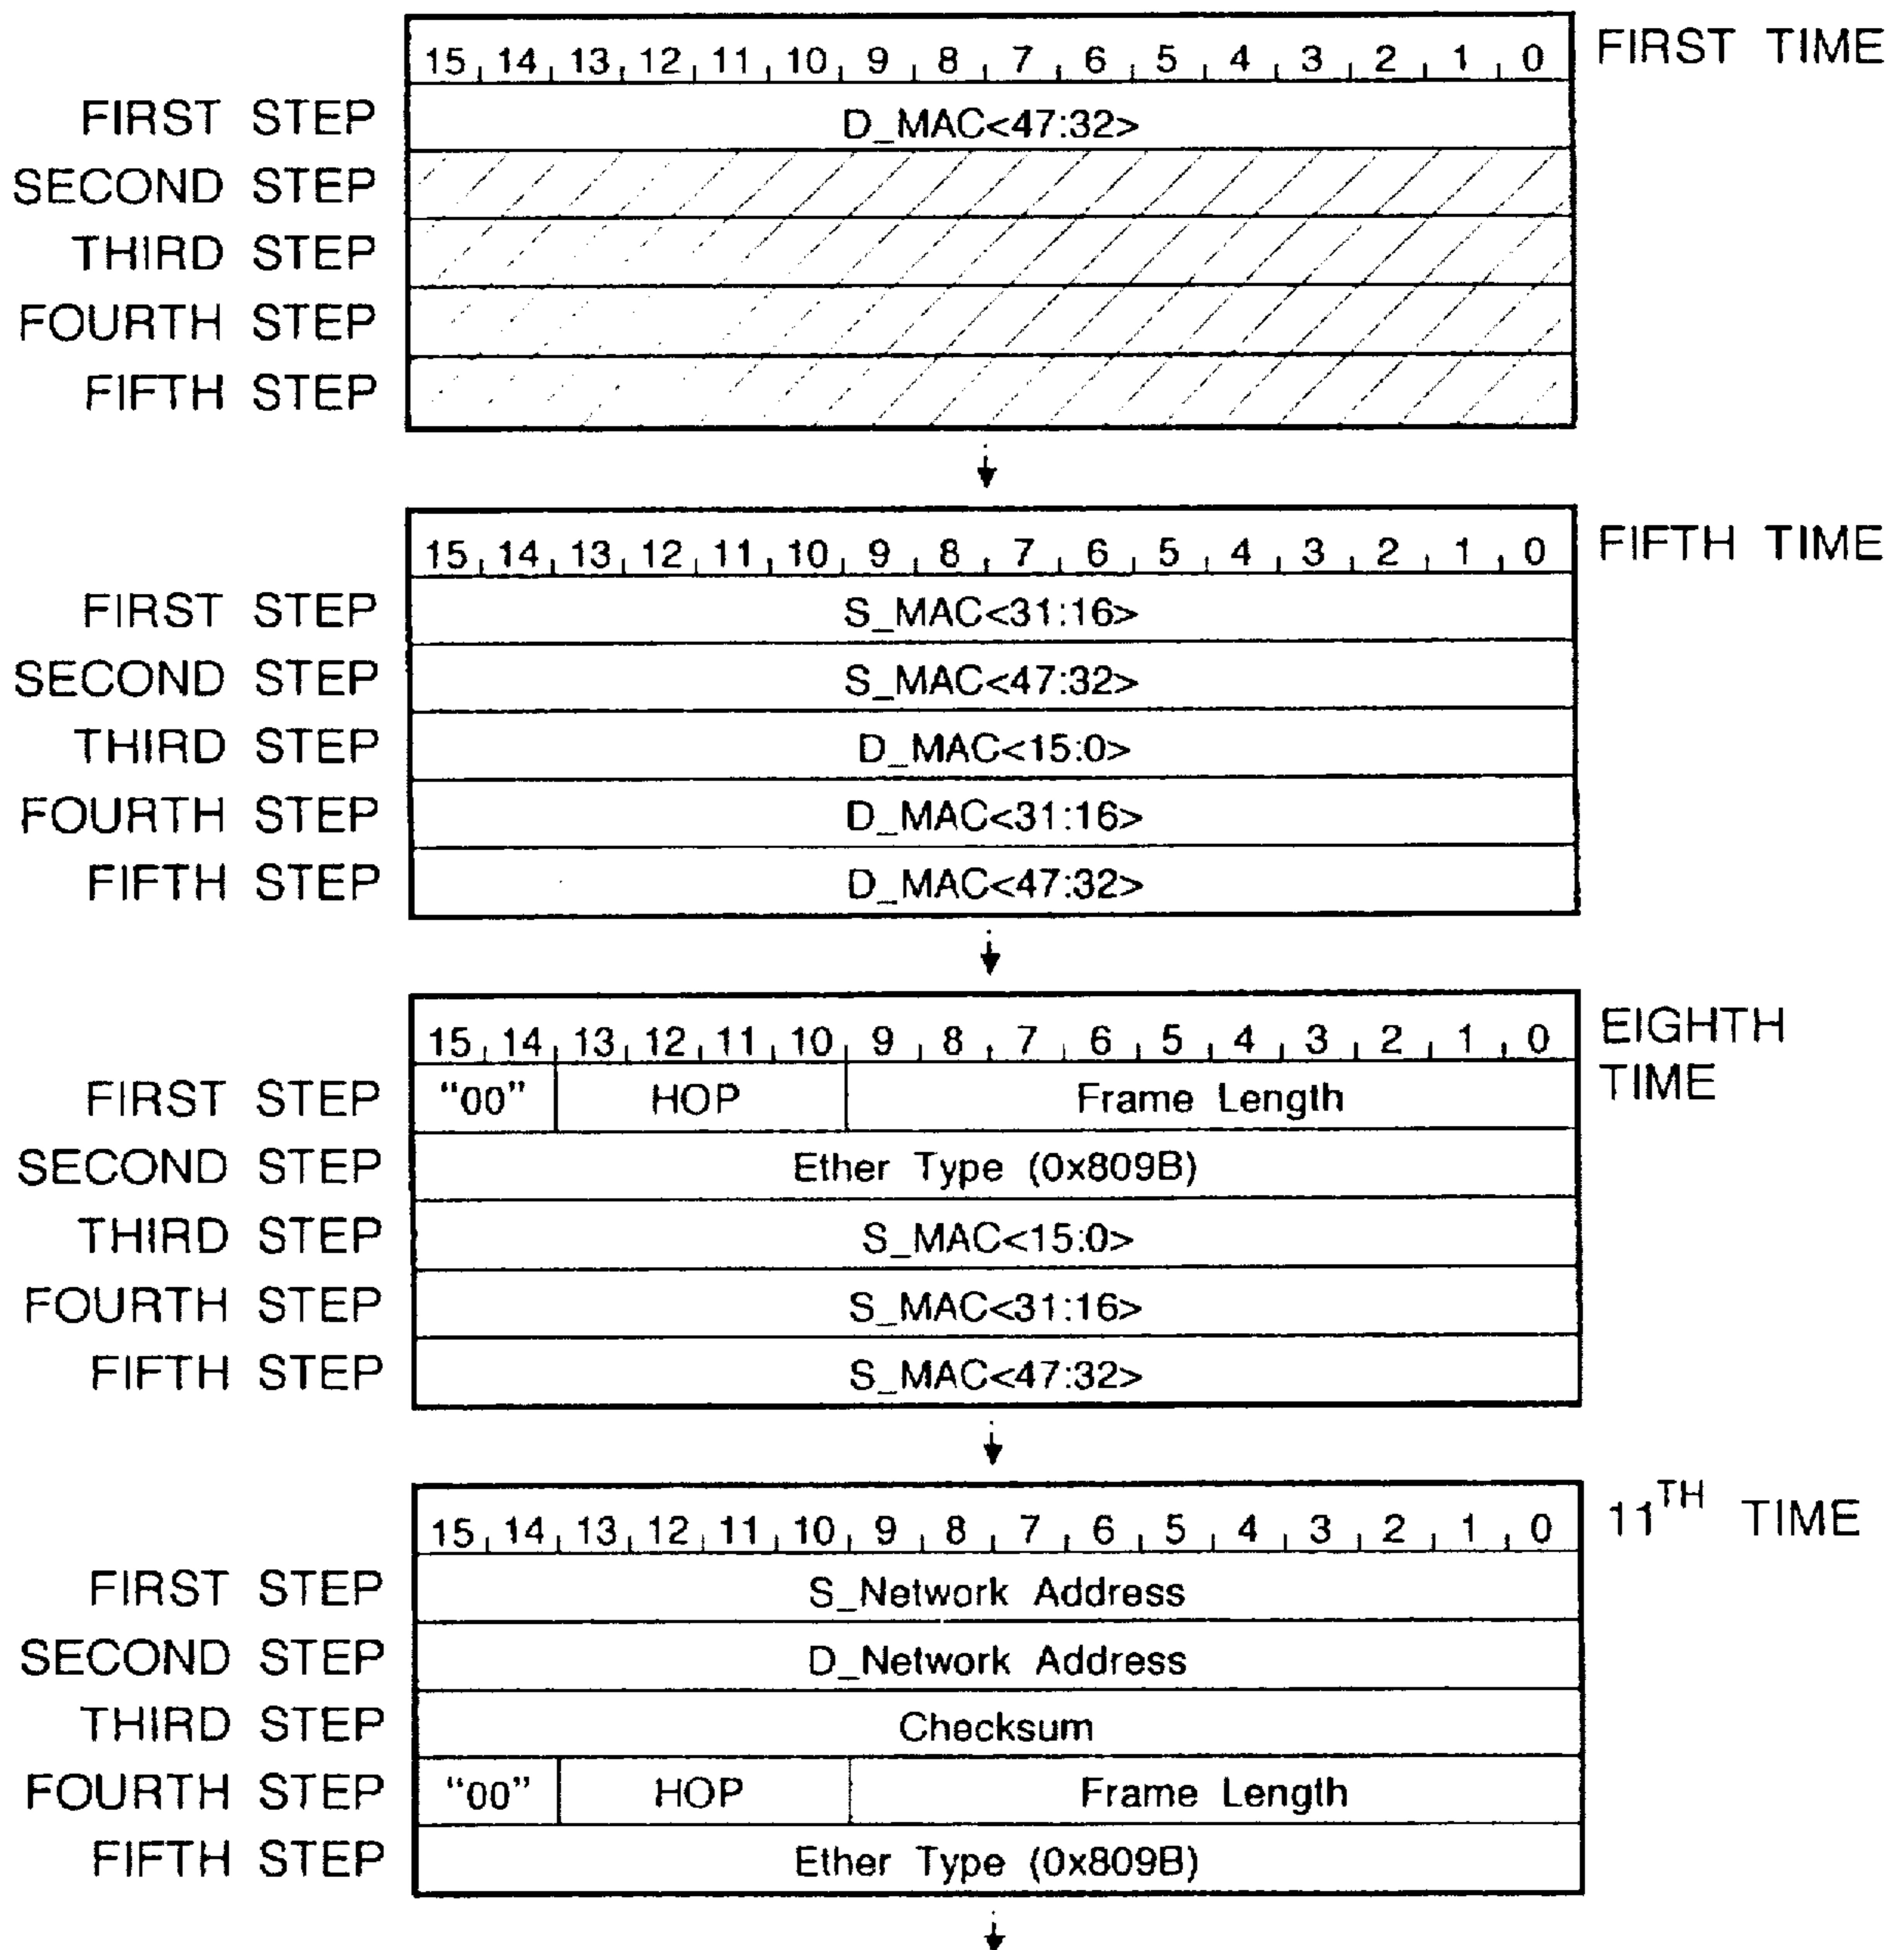 15 14 13 12 11 10 9 8 7 6 5 4 3 2 1 0 FIRST TIME
FIRST STEP D_MAC<47:32>
SECOND STEP
THIRD STEP
FOURTH STEP
FIFTH STEP
15 14 13 12 11 10 9 8 7 6 5 4 3 2 1 0 FIFTH TIME
FIRST STEP S_MAC<31:16>
SECOND STEP S_MAC<47:32>
THIRD STEP D_MAC<15:0>
FOURTH STEP D_MAC<31:16>
FIFTH STEP D_MAC<47:32>
15 14 13 12 11 10 9 8 7 6 5 4 3 2 1 0 EIGHTH
TIME
FIRST STEP "00" HOP Frame Length
SECOND STEP Ether Type (0x809B)
THIRD STEP S_MAC<15:0>
FOURTH STEP S_MAC<31:16>
FIFTH STEP S_MAC<47:32>
15 14 13 12 11 10 9 8 7 6 5 4 3 2 1 0 11TH TIME
FIRST STEP S_Network Address
SECOND STEP D_Network Address
THIRD STEP Checksum
FOURTH STEP "00" HOP Frame Length
FIFTH STEP Ether Type (0x809B)